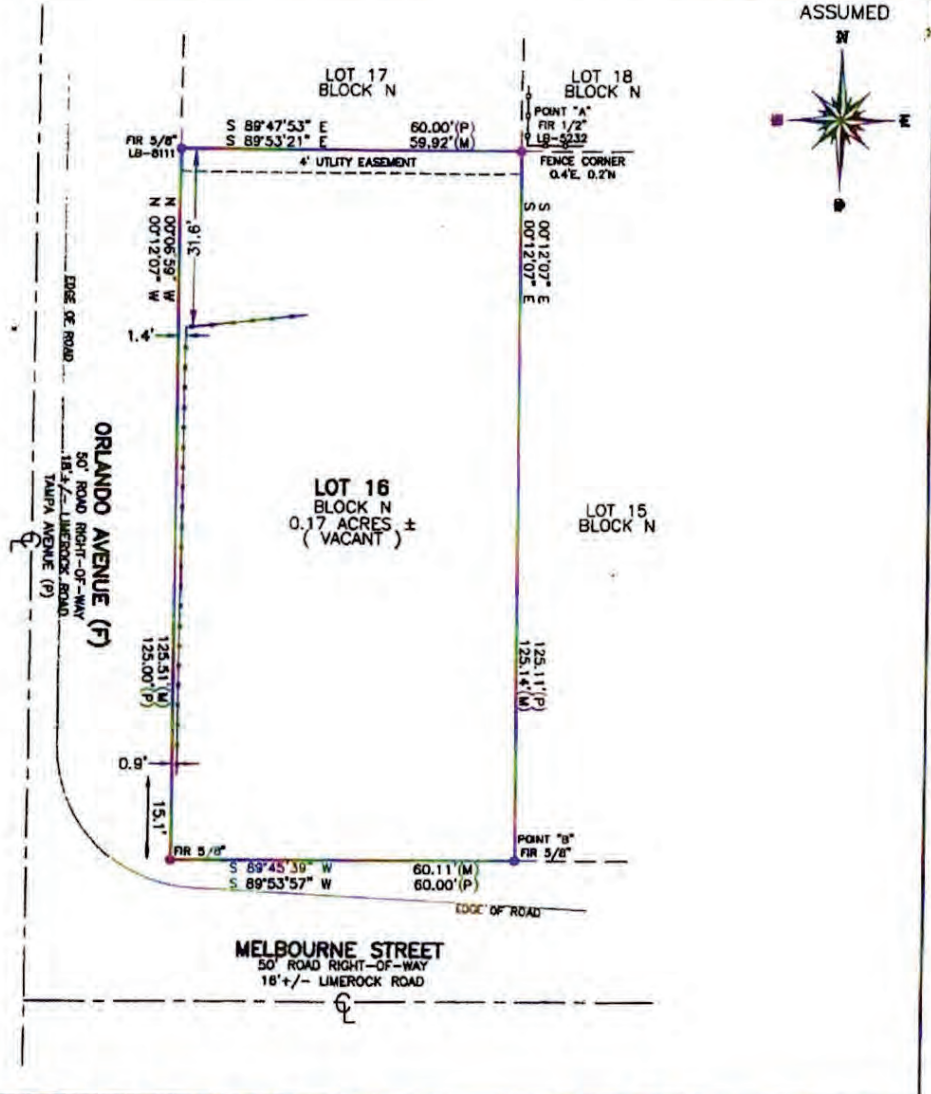 ASSUMED
N
LOT 17
BLOCK N
LOT 18
BLOCK N
POINT "A"
FIR 1/2"
LB-5232
FIR 5/8"
LB-8111
S 89°47'53" E 60.00'(P)
S 89°53'21" E 59.92'(M)
4' UTILITY EASEMENT
FENCE CORNER
0.4'E, 0.2'N
N 00°06'59" W
N 00°12'07" W
S 00°12'07" E
S 00°12'07" E
1.4'
EDGE OF ROAD
ORLANDO AVENUE (F)
50' ROAD RIGHT-OF-WAY
18'+/- LIMEROCK ROAD
TAMPA AVENUE (P)
LOT 16
BLOCK N
0.17 ACRES ±
( VACANT )
LOT 15
BLOCK N
125.51'(M)
125.00'(P)
125.11'(P)
125.14'(M)
0.9'
15.1'
FIR 5/8"
POINT "B"
FIR 5/8"
S 89°45'39" W 60.11'(M)
S 89°53'57" W 60.00'(P)
EDGE OF ROAD
MELBOURNE STREET
50' ROAD RIGHT-OF-WAY
16'+/- LIMEROCK ROAD